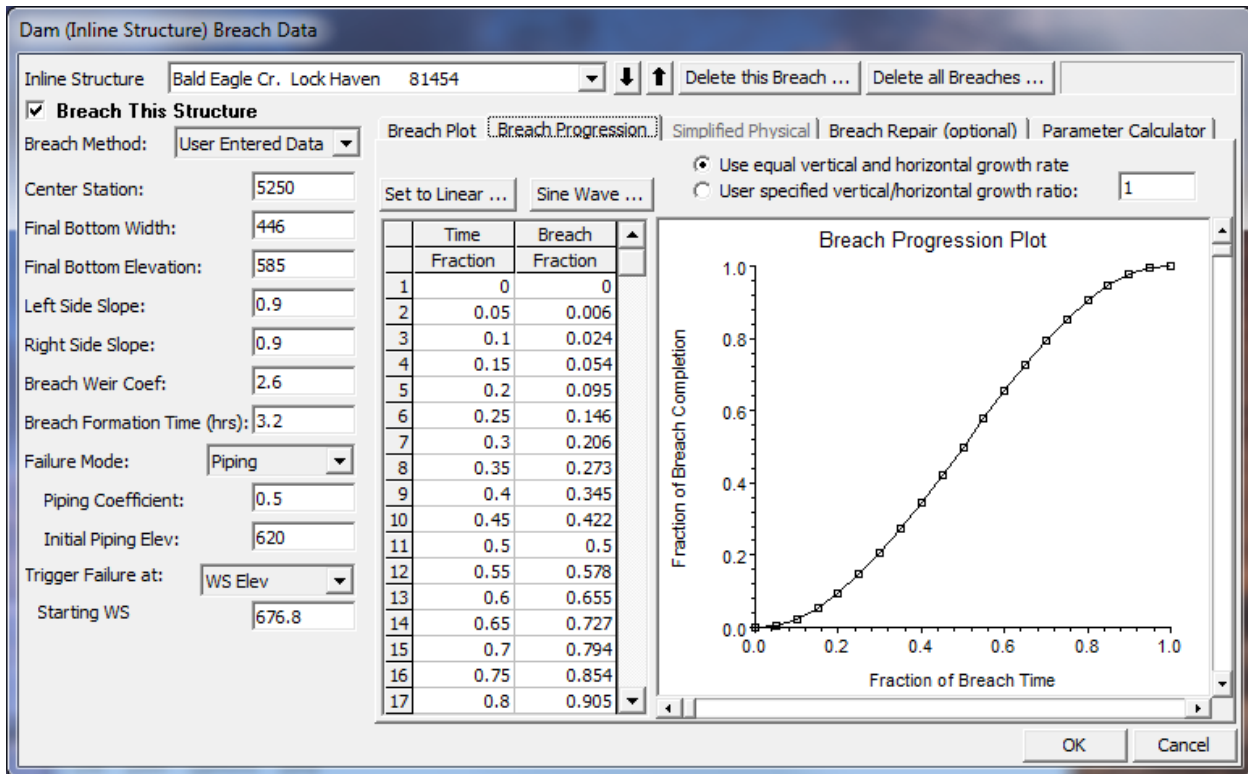 Dam (Inline Structure) Breach Data
Inline Structure Bald Eagle Cr. Lock Haven 81454 Delete this Breach ... Delete all Breaches ...
Breach This Structure
Breach Method: User Entered Data
Center Station: 5250
Final Bottom Width: 446
Final Bottom Elevation: 585
Left Side Slope: 0.9
Right Side Slope: 0.9
Breach Weir Coef: 2.6
Breach Formation Time (hrs): 3.2
Failure Mode: Piping
Piping Coefficient: 0.5
Initial Piping Elev: 620
Trigger Failure at: WS Elev
Starting WS 676.8
Breach Plot Breach Progression Simplified Physical Breach Repair (optional) Parameter Calculator
Use equal vertical and horizontal growth rate
User specified vertical/horizontal growth ratio: 1
Set to Linear ... Sine Wave ...
Time Breach
Fraction Fraction
1 0 0
2 0.05 0.006
3 0.1 0.024
4 0.15 0.054
5 0.2 0.095
6 0.25 0.146
7 0.3 0.206
8 0.35 0.273
9 0.4 0.345
10 0.45 0.422
11 0.5 0.5
12 0.55 0.578
13 0.6 0.655
14 0.65 0.727
15 0.7 0.794
16 0.75 0.854
17 0.8 0.905
Breach Progression Plot
Fraction of Breach Completion
1.0
0.8
0.6
0.4
0.2
0.0
0.0 0.2 0.4 0.6 0.8 1.0
Fraction of Breach Time
OK Cancel